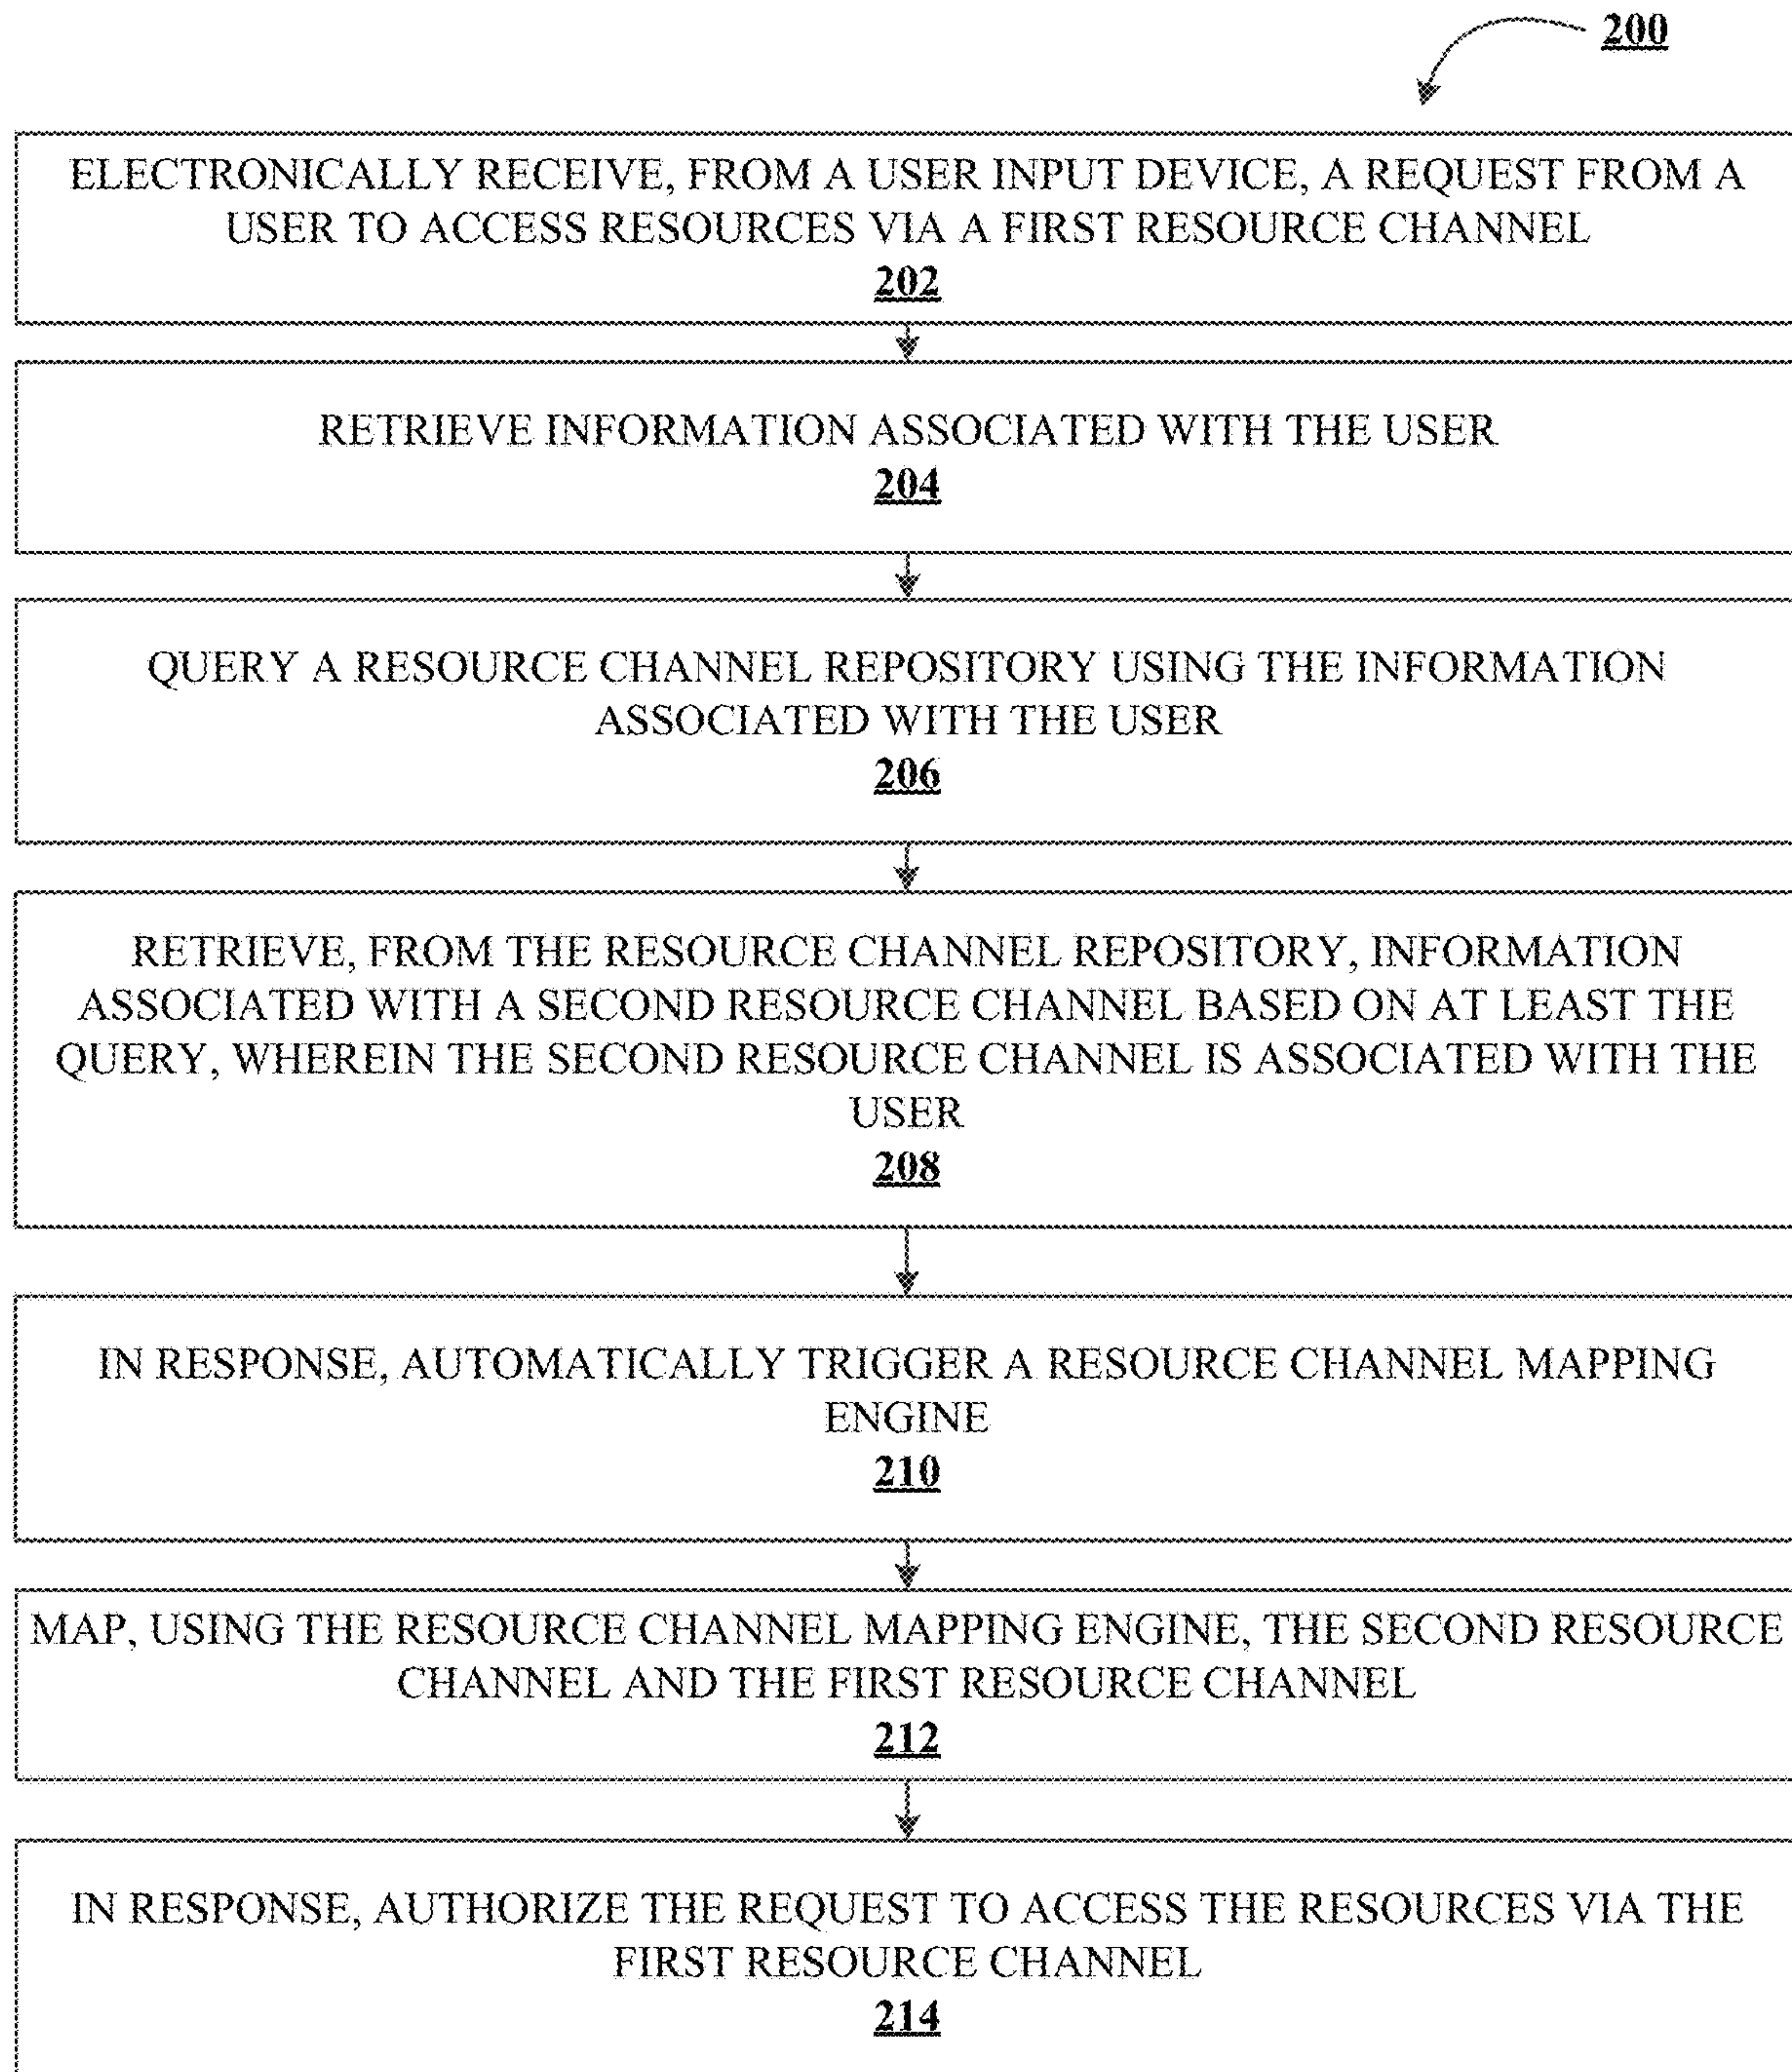 200
ELECTRONICALLY RECEIVE, FROM A USER INPUT DEVICE, A REQUEST FROM A
USER TO ACCESS RESOURCES VIA A FIRST RESOURCE CHANNEL
202
RETRIEVE INFORMATION ASSOCIATED WITH THE USER
204
QUERY A RESOURCE CHANNEL REPOSITORY USING THE INFORMATION
ASSOCIATED WITH THE USER
206
RETRIEVE, FROM THE RESOURCE CHANNEL REPOSITORY, INFORMATION
ASSOCIATED WITH A SECOND RESOURCE CHANNEL BASED ON AT LEAST THE
QUERY, WHEREIN THE SECOND RESOURCE CHANNEL IS ASSOCIATED WITH THE
USER
208
IN RESPONSE, AUTOMATICALLY TRIGGER A RESOURCE CHANNEL MAPPING
ENGINE
210
MAP, USING THE RESOURCE CHANNEL MAPPING ENGINE, THE SECOND RESOURCE
CHANNEL AND THE FIRST RESOURCE CHANNEL
212
IN RESPONSE, AUTHORIZE THE REQUEST TO ACCESS THE RESOURCES VIA THE
FIRST RESOURCE CHANNEL
214